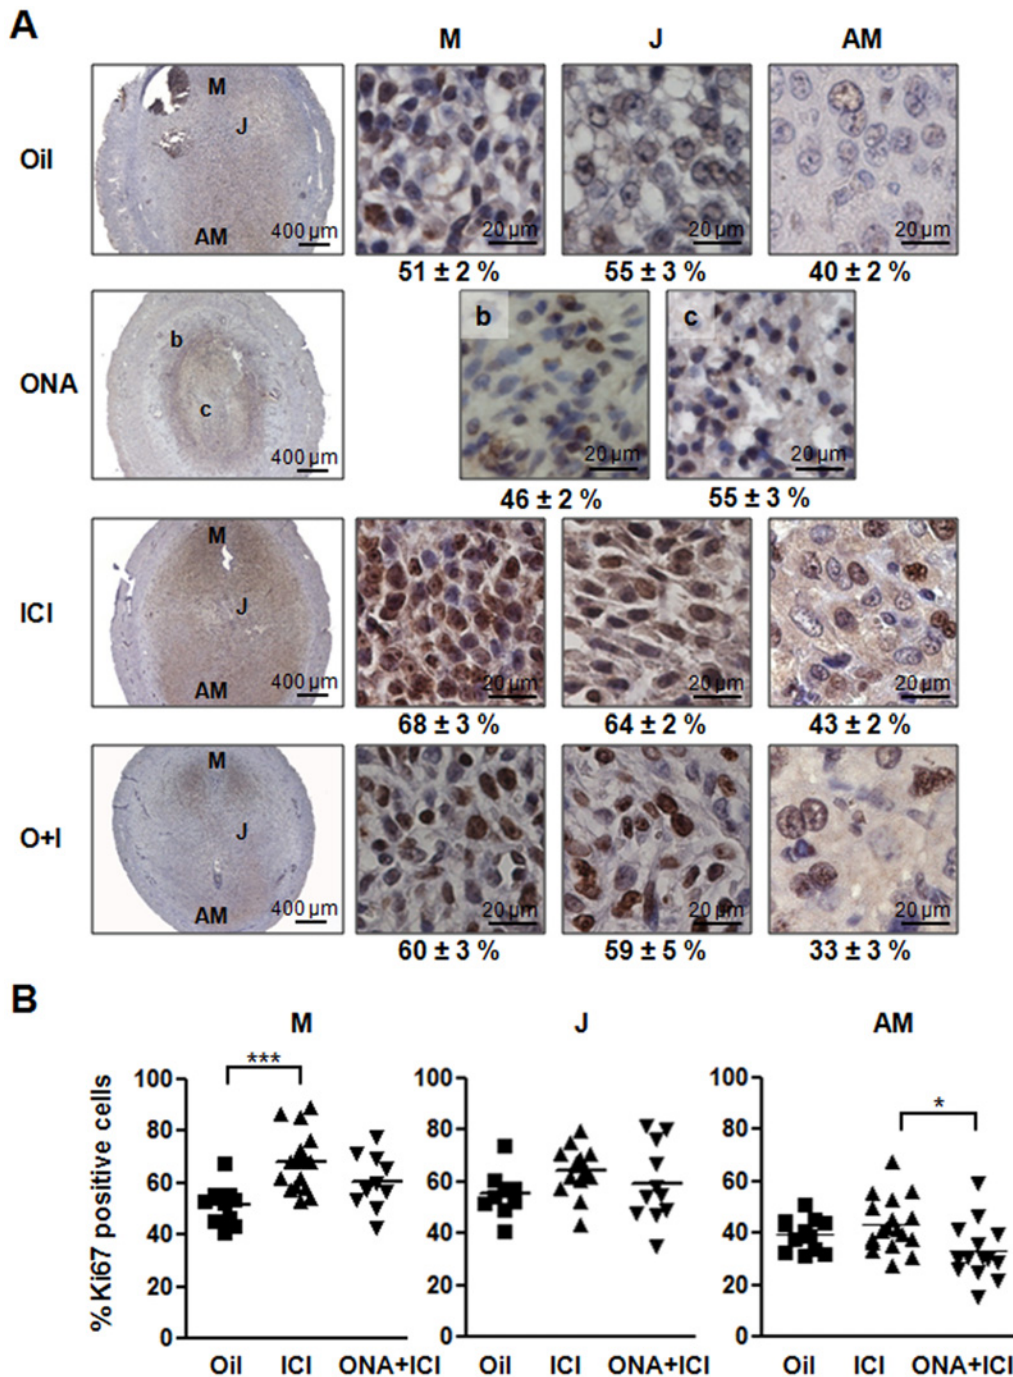 A
M J AM
Oil
M
J
AM
400 µm
20 µm
20 µm
20 µm
51 ± 2 %
55 ± 3 %
40 ± 2 %
ONA
b
c
400 µm
b
20 µm
c
20 µm
46 ± 2 %
55 ± 3 %
ICI
M
J
AM
400 µm
20 µm
20 µm
20 µm
68 ± 3 %
64 ± 2 %
43 ± 2 %
O+I
M
J
AM
400 µm
20 µm
20 µm
20 µm
60 ± 3 %
59 ± 5 %
33 ± 3 %
B
M
%Ki67 positive cells
100
80
60
40
20
0
***
Oil ICI ONA+ICI
J
100
80
60
40
20
0
Oil ICI ONA+ICI
AM
100
80
60
40
20
0
*
Oil ICI ONA+ICI